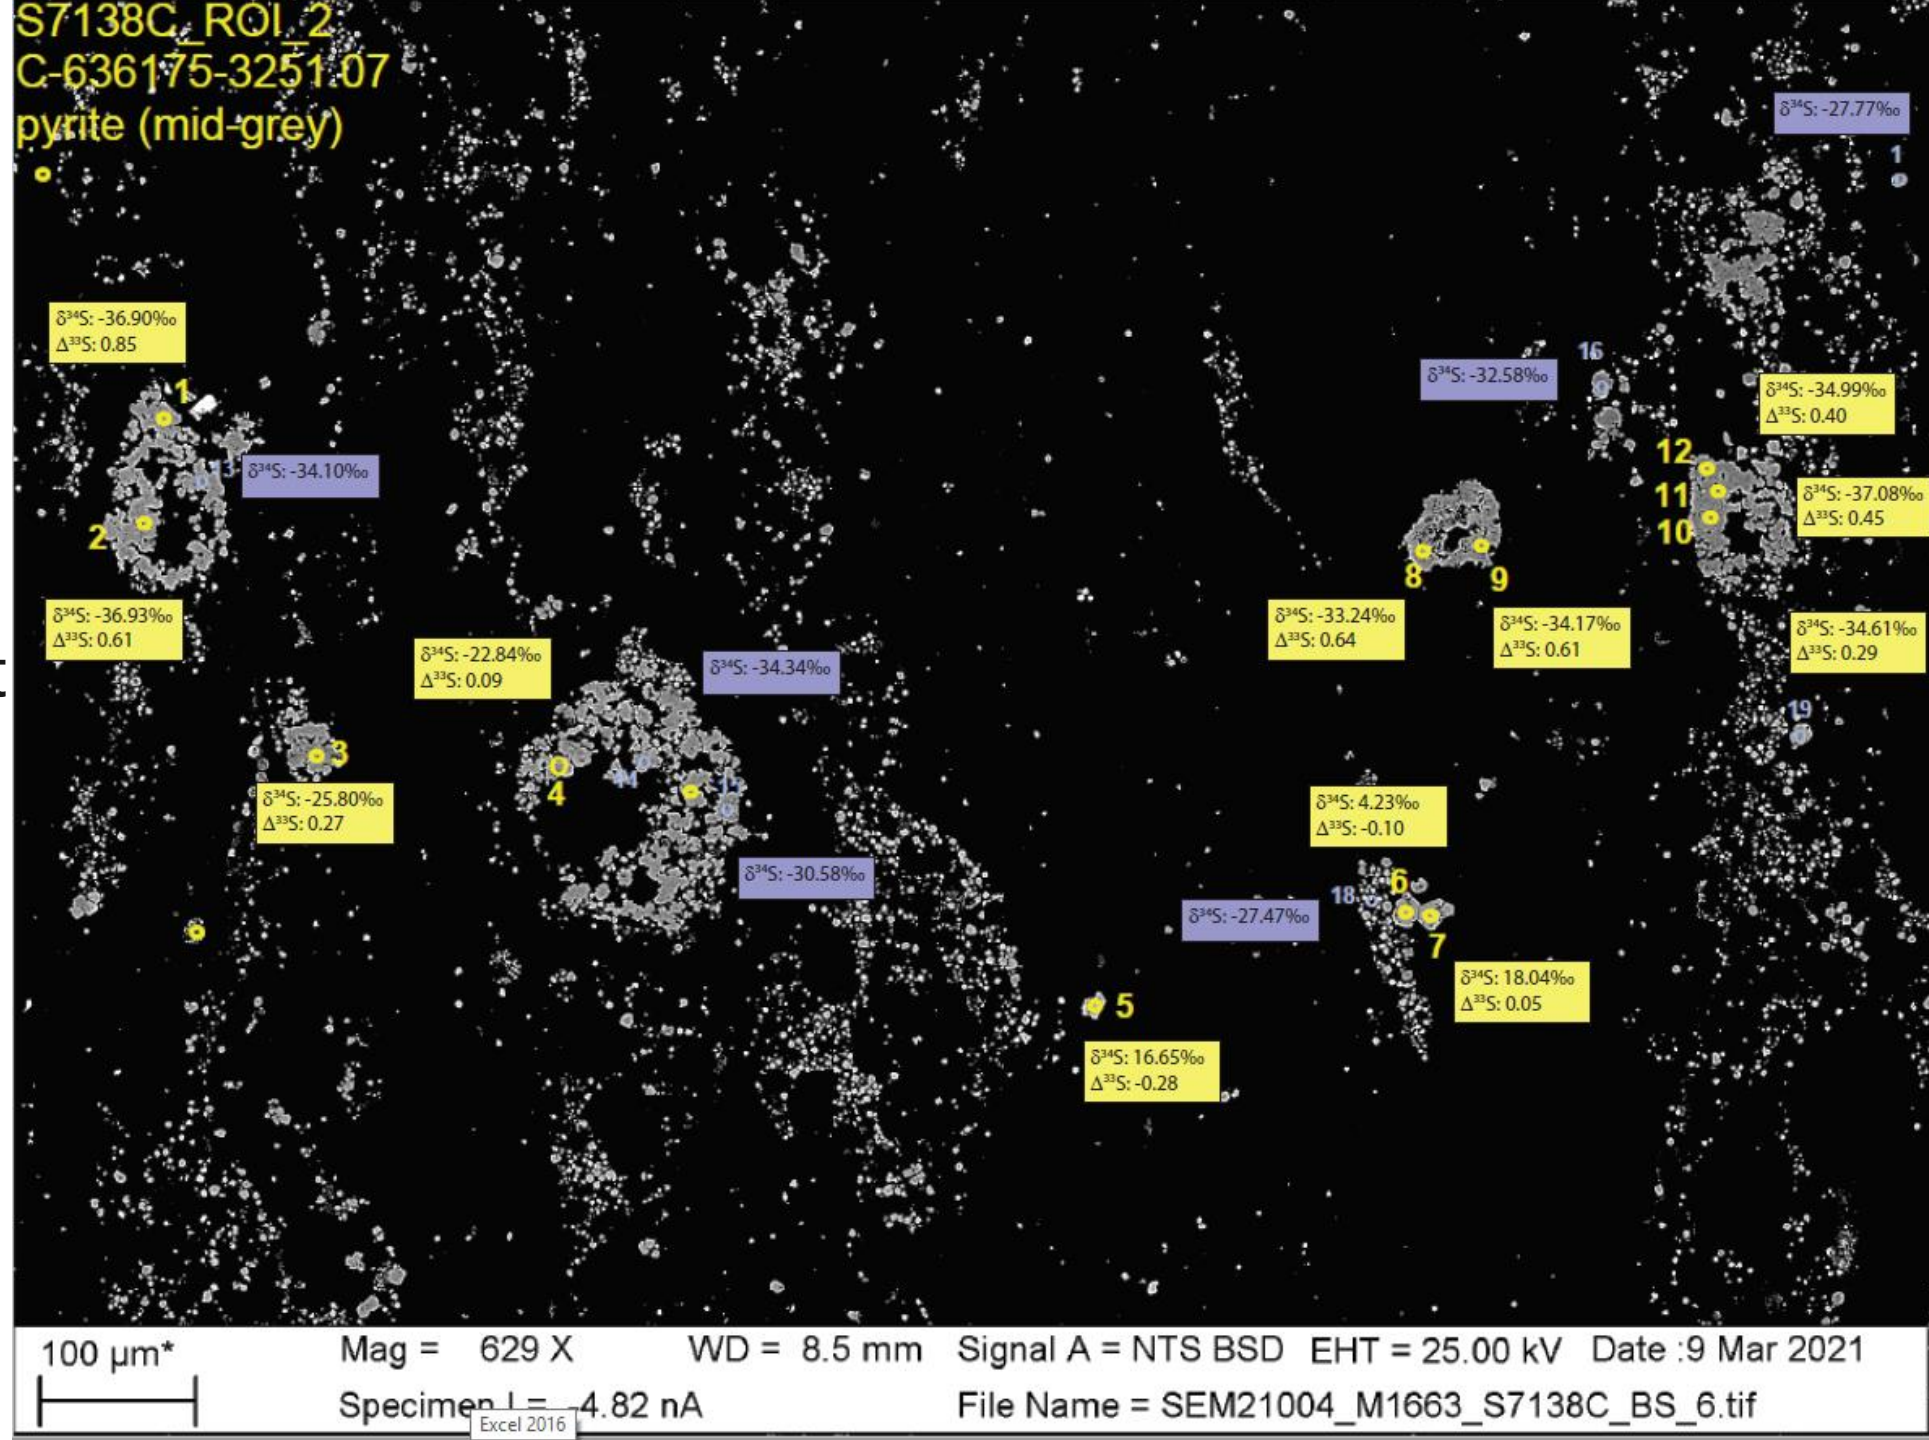 S7138C_ROI_2
C-636175-3251.07
pyrite (mid-grey)
δ³⁴S: -27.77‰
1
δ³⁴S: -36.90‰
Δ³³S: 0.85
1
16
δ³⁴S: -32.58‰
δ³⁴S: -34.99‰
Δ³³S: 0.40
13
δ³⁴S: -34.10‰
12
11
10
δ³⁴S: -37.08‰
Δ³³S: 0.45
2
8
9
δ³⁴S: -36.93‰
Δ³³S: 0.61
δ³⁴S: -33.24‰
Δ³³S: 0.64
δ³⁴S: -34.17‰
Δ³³S: 0.61
δ³⁴S: -34.61‰
Δ³³S: 0.29
t
δ³⁴S: -22.84‰
Δ³³S: 0.09
δ³⁴S: -34.34‰
19
3
4
14
δ³⁴S: -25.80‰
Δ³³S: 0.27
δ³⁴S: 4.23‰
Δ³³S: -0.10
δ³⁴S: -30.58‰
6
18
δ³⁴S: -27.47‰
7
δ³⁴S: 18.04‰
Δ³³S: 0.05
5
δ³⁴S: 16.65‰
Δ³³S: -0.28
100 µm* Mag = 629 X WD = 8.5 mm Signal A = NTS BSD EHT = 25.00 kV Date :9 Mar 2021
Specimen I = -4.82 nA File Name = SEM21004_M1663_S7138C_BS_6.tif
Excel 2016